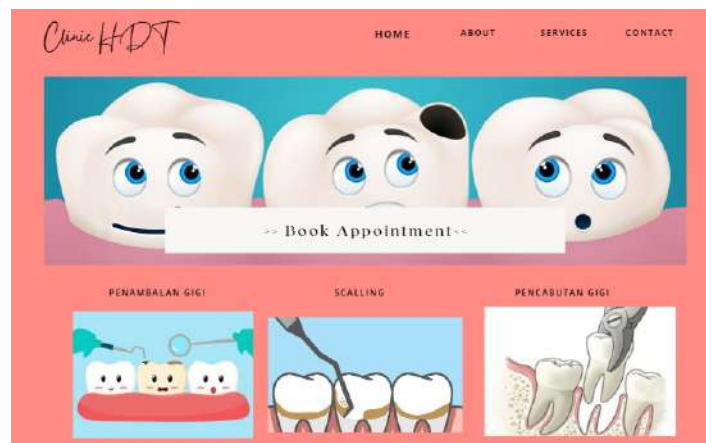 Clinic HDT
HOME ABOUT SERVICES CONTACT
~~ Book Appointment~~
PENAMBALAN GIGI SCALLING PENCABUTAN GIGI